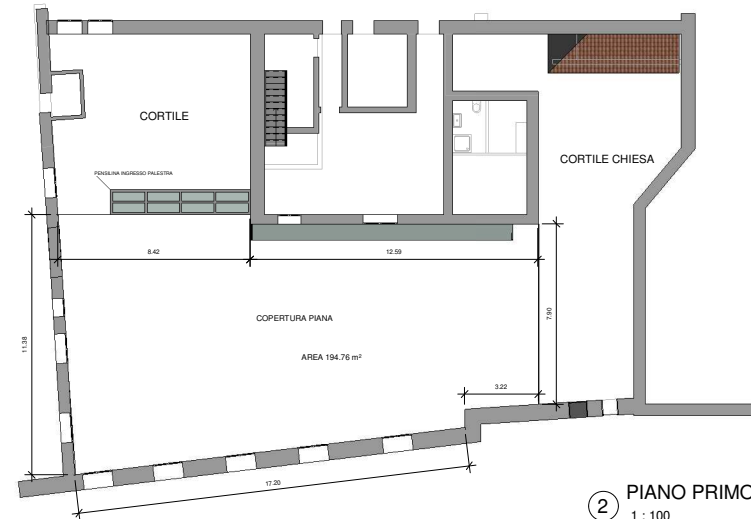 CORTILE
CORTILE CHIESA
PENSILINA INGRESSO PALESTRA
8.42
12.59
11.38
7.90
COPERTURA PIANA
AREA 194.76 m²
3.22
17.20
2 PIANO PRIMO
1 : 100